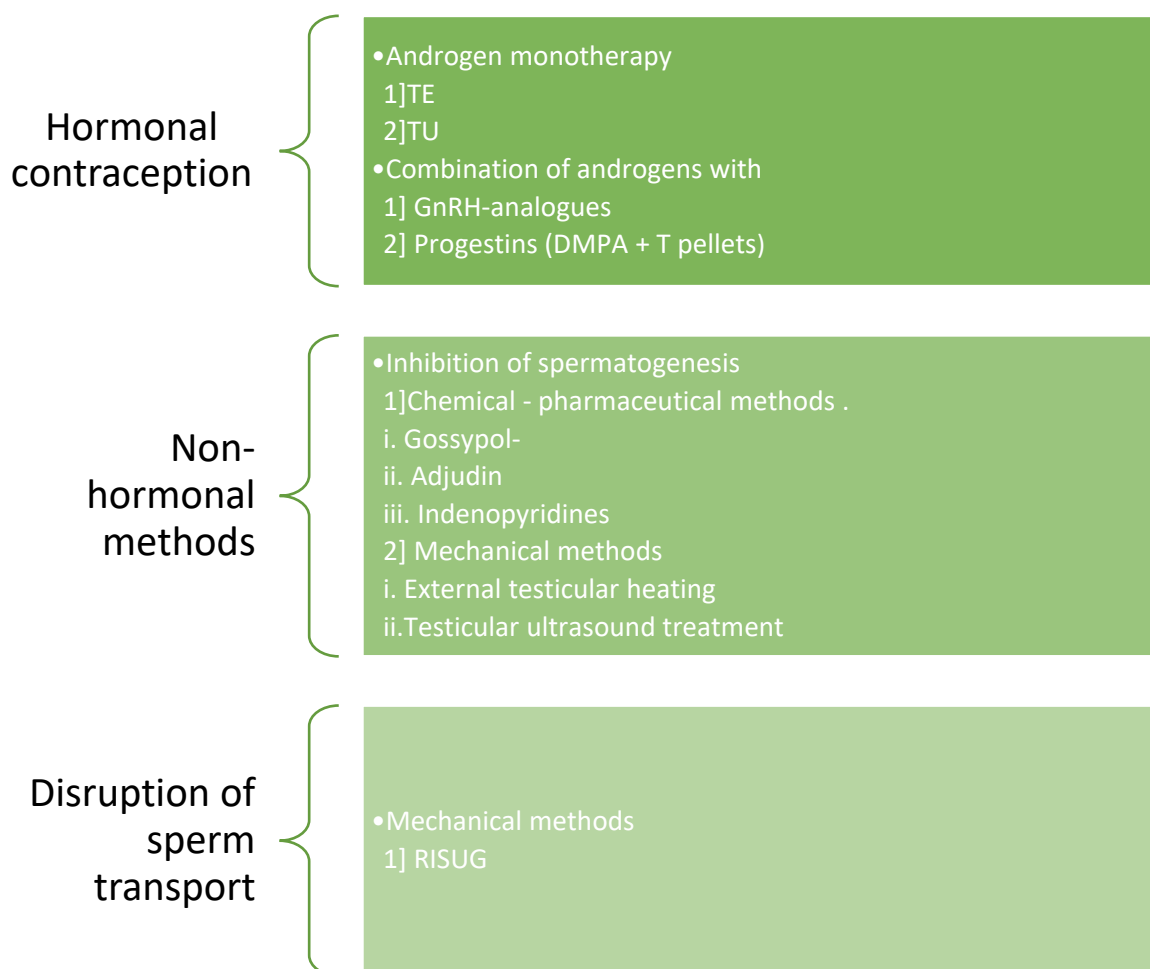 Hormonal
contraception
•Androgen monotherapy
1]TE
2]TU
•Combination of androgens with
1] GnRH-analogues
2] Progestins (DMPA + T pellets)
Non-
hormonal
methods
•Inhibition of spermatogenesis
1]Chemical - pharmaceutical methods .
i. Gossypol-
ii. Adjudin
iii. Indenopyridines
2] Mechanical methods
i. External testicular heating
ii.Testicular ultrasound treatment
Disruption of
sperm
transport
•Mechanical methods
1] RISUG